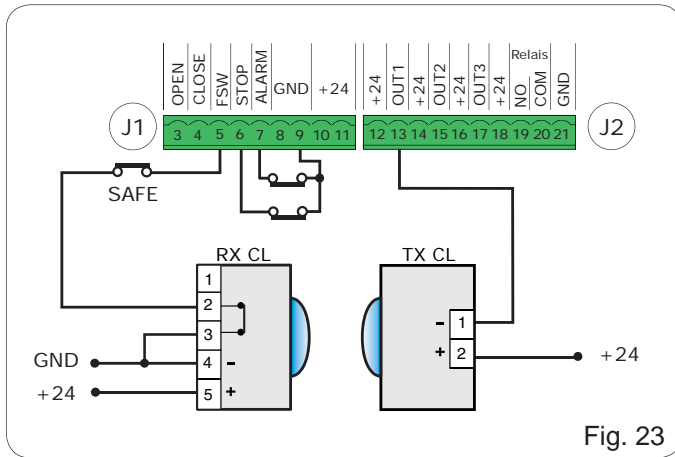 OPEN CLOSE FSW STOP ALARM GND +24
+24 OUT1 +24 OUT2 +24 OUT3 +24 Relais NO COM GND
J1 3 4 5 6 7 8 9 10 11
12 13 14 15 16 17 18 19 20 21 J2
SAFE
RX CL
1
2
3
GND 4 -
+24 5 +
TX CL
- 1
+ 2 +24
Fig. 23